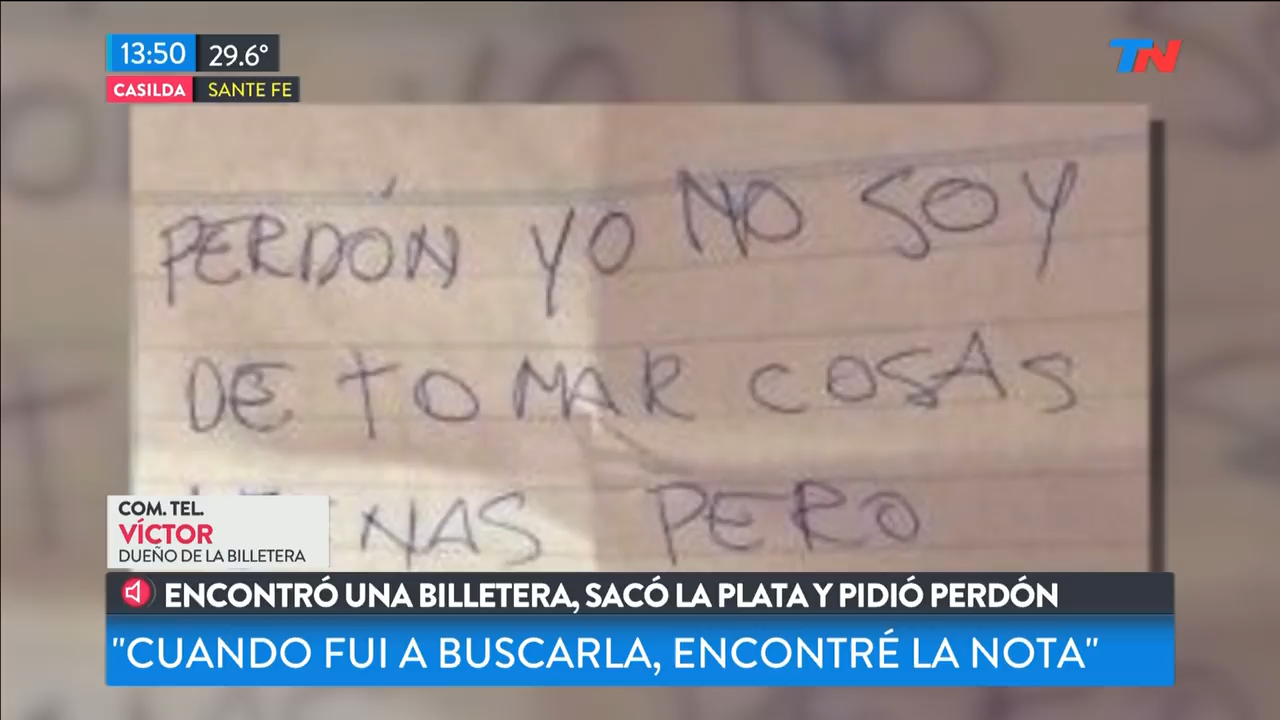 13:50 29.6°
TN
CASILDA SANTE FE
PERDÓN YO NO SOY
DE TOMAR COSAS
NAS PERO
COM. TEL.
VÍCTOR
DUEÑO DE LA BILLETERA
ENCONTRÓ UNA BILLETERA, SACÓ LA PLATA Y PIDIÓ PERDÓN
"CUANDO FUI A BUSCARLA, ENCONTRÉ LA NOTA"